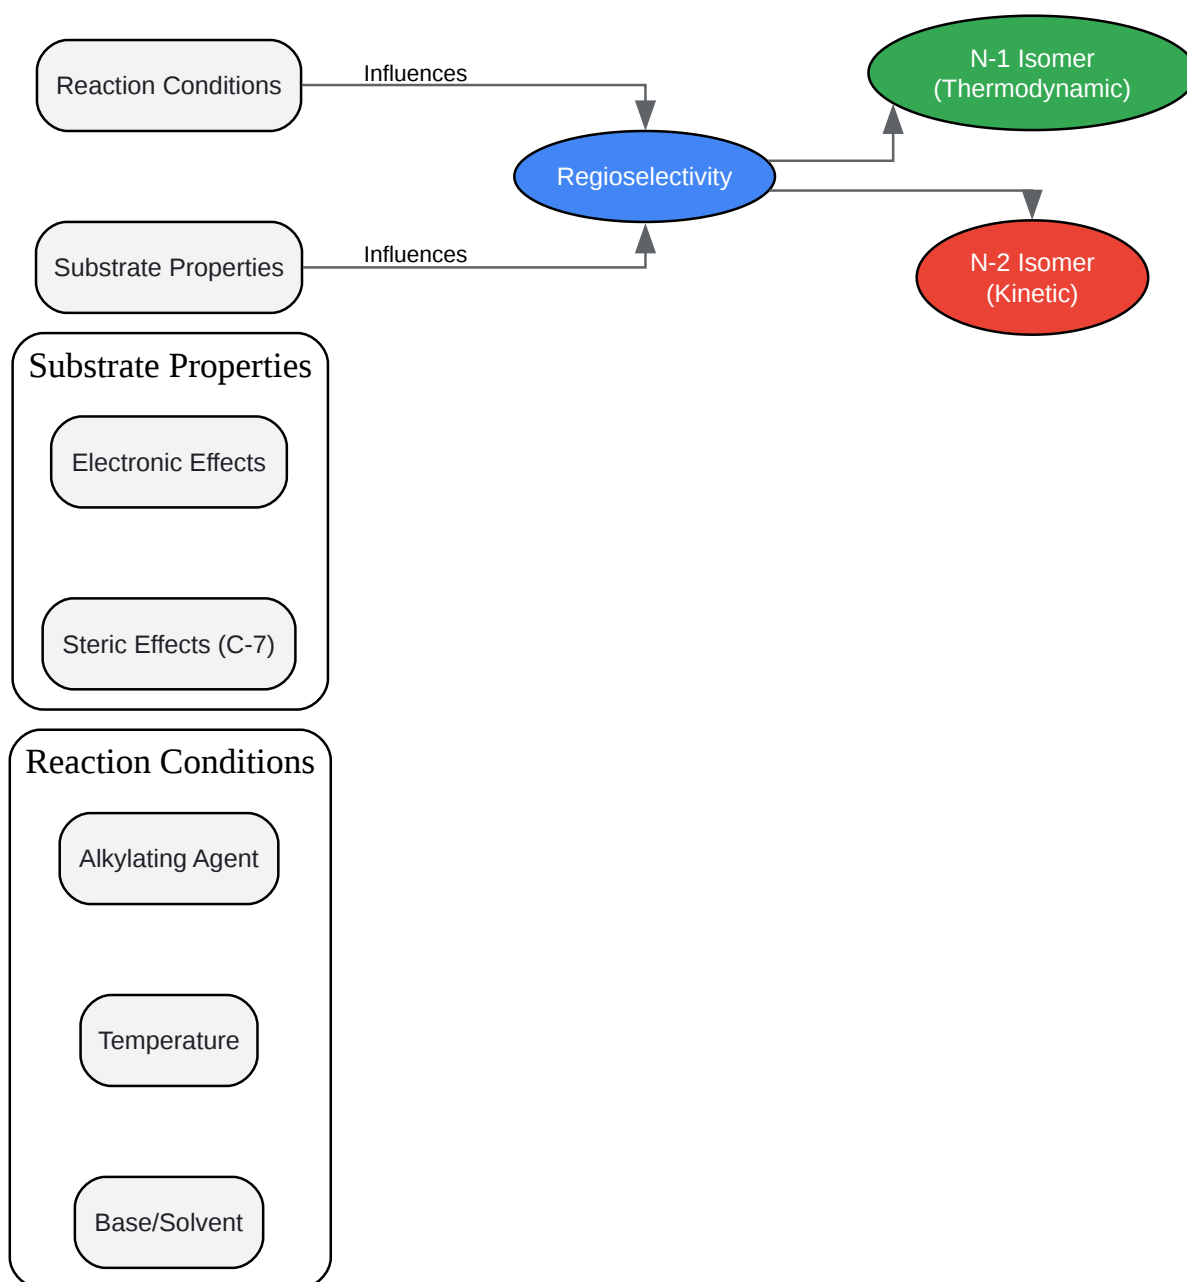 Reaction Conditions
Influences
Regioselectivity
N-1 Isomer
(Thermodynamic)
Substrate Properties
Influences
N-2 Isomer
(Kinetic)
Substrate Properties
Electronic Effects
Steric Effects (C-7)
Reaction Conditions
Alkylating Agent
Temperature
Base/Solvent